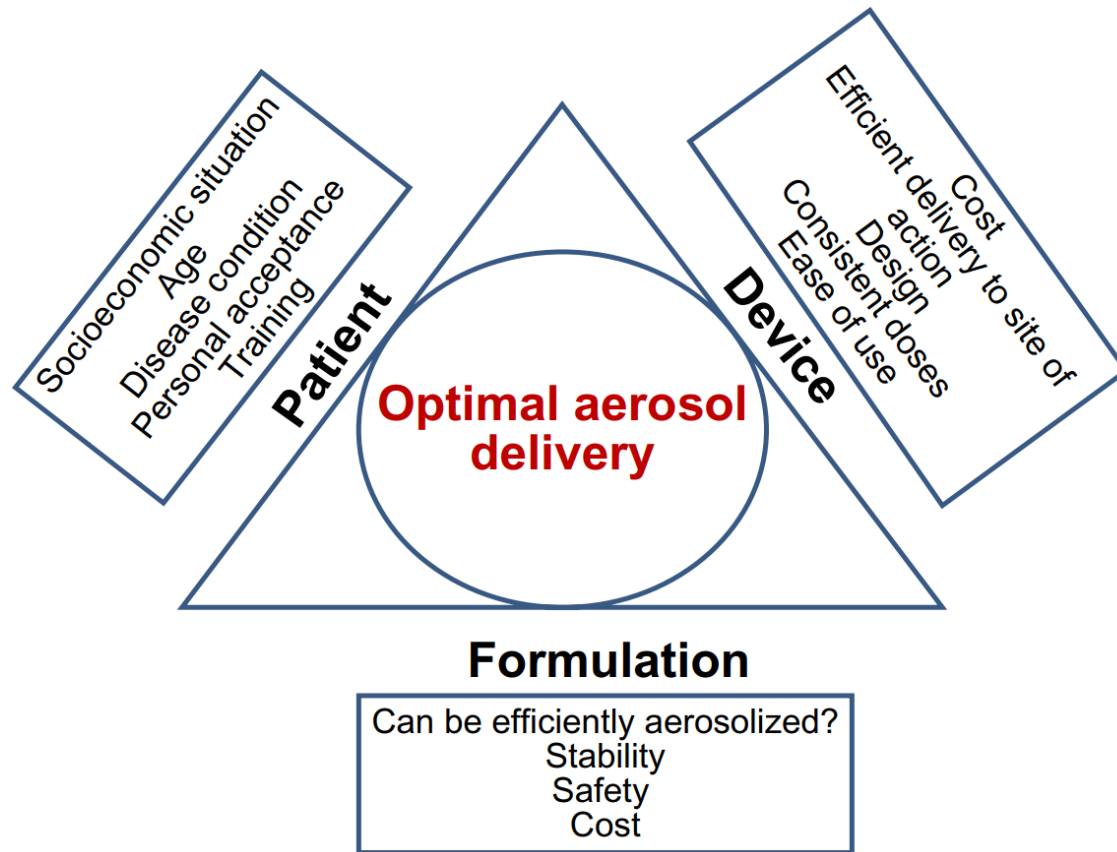 Socioeconomic situation
Age
Disease condition
Personal acceptance
Training
Patient
Cost
Efficient delivery to site of
action
Design
Consistent doses
Ease of use
Device
Optimal aerosol
delivery
Formulation
Can be efficiently aerosolized?
Stability
Safety
Cost